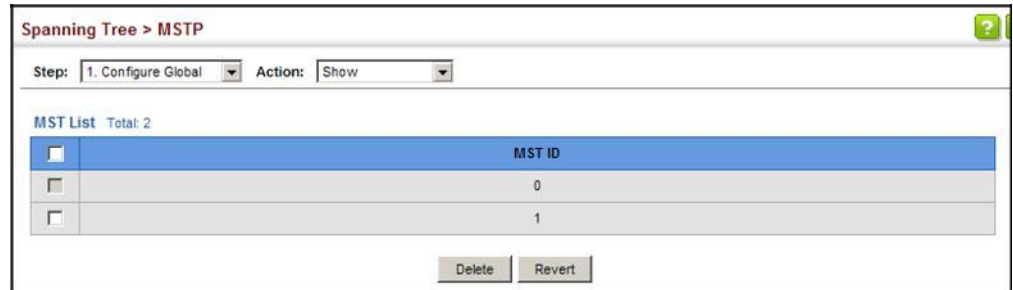 Spanning Tree > MSTP
?
Step: 1. Configure Global Action: Show
MST List Total: 2
MST ID
0
1
Delete Revert